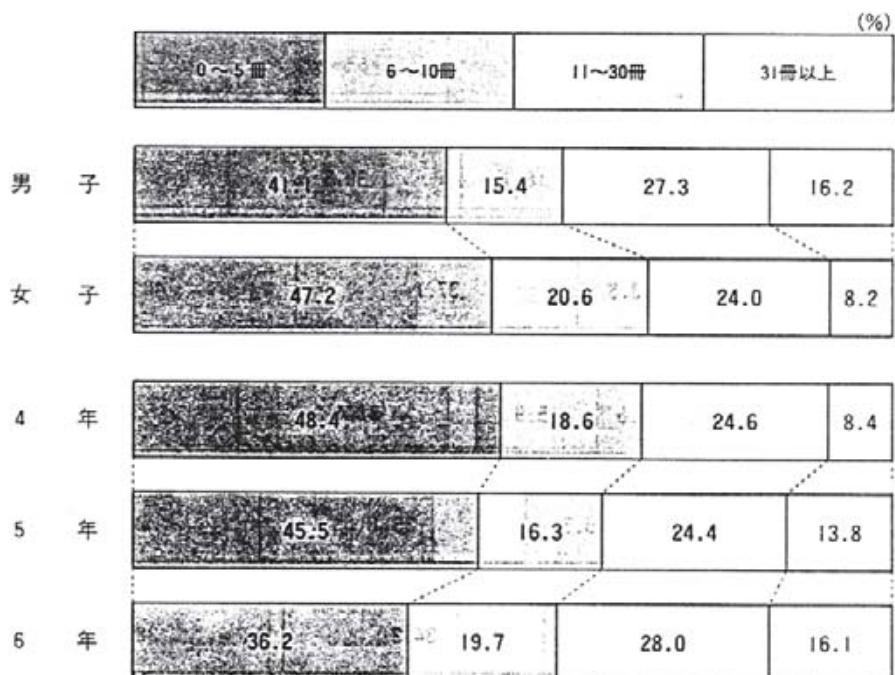 (%)
0～5冊 6～10冊 11～30冊 31冊以上
男子 41.1 15.4 27.3 16.2
女子 47.2 20.6 24.0 8.2
4年 48.4 18.6 24.6 8.4
5年 45.5 16.3 24.4 13.8
6年 36.2 19.7 28.0 16.1